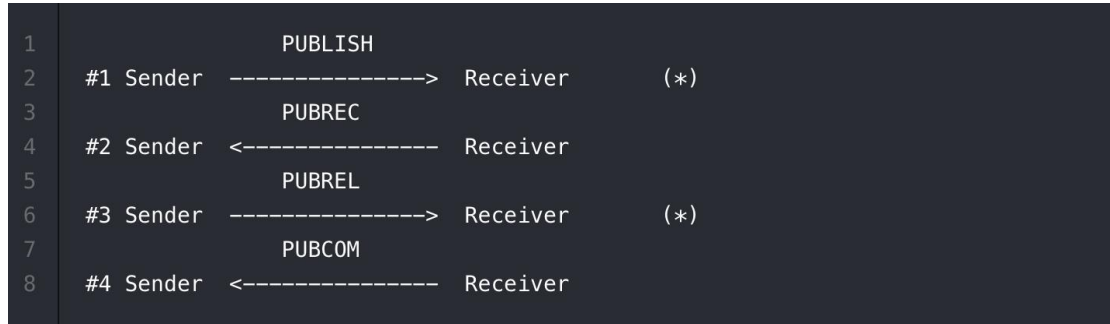 1 PUBLISH
2 #1 Sender ---------------> Receiver (*)
3 PUBREC
4 #2 Sender <--------------- Receiver
5 PUBREL
6 #3 Sender ---------------> Receiver (*)
7 PUBCOM
8 #4 Sender <--------------- Receiver